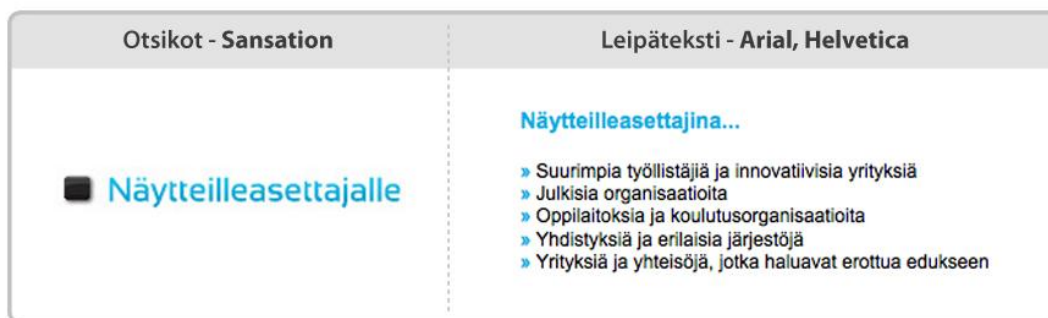 Otsikot - Sansation
Leipäteksti - Arial, Helvetica
Näytteilleasettajalle
Näytteilleasettajina...
» Suurimpia työllistäjiä ja innovatiivisia yrityksiä
» Julkisia organisaatioita
» Oppilaitoksia ja koulutusorganisaatioita
» Yhdistyksiä ja erilaisia järjestöjä
» Yrityksiä ja yhteisöjä, jotka haluavat erottua edukseen